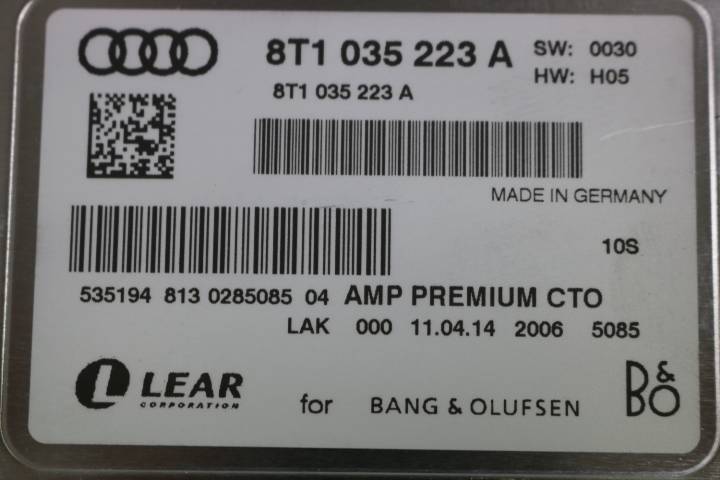 8T1 035 223 A SW: 0030
HW: H05
8T1 035 223 A
MADE IN GERMANY
10S
535194 813 0285085 04 AMP PREMIUM CTO
LAK 000 11.04.14 2006 5085
L LEAR
CORPORATION
for BANG & OLUFSEN B&O